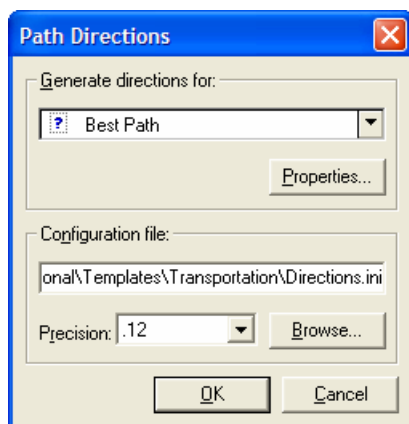 Path Directions
Generate directions for:
? Best Path
Properties...
Configuration file:
onal\Templates\Transportation\Directions.ini
Precision: .12 Browse...
OK Cancel